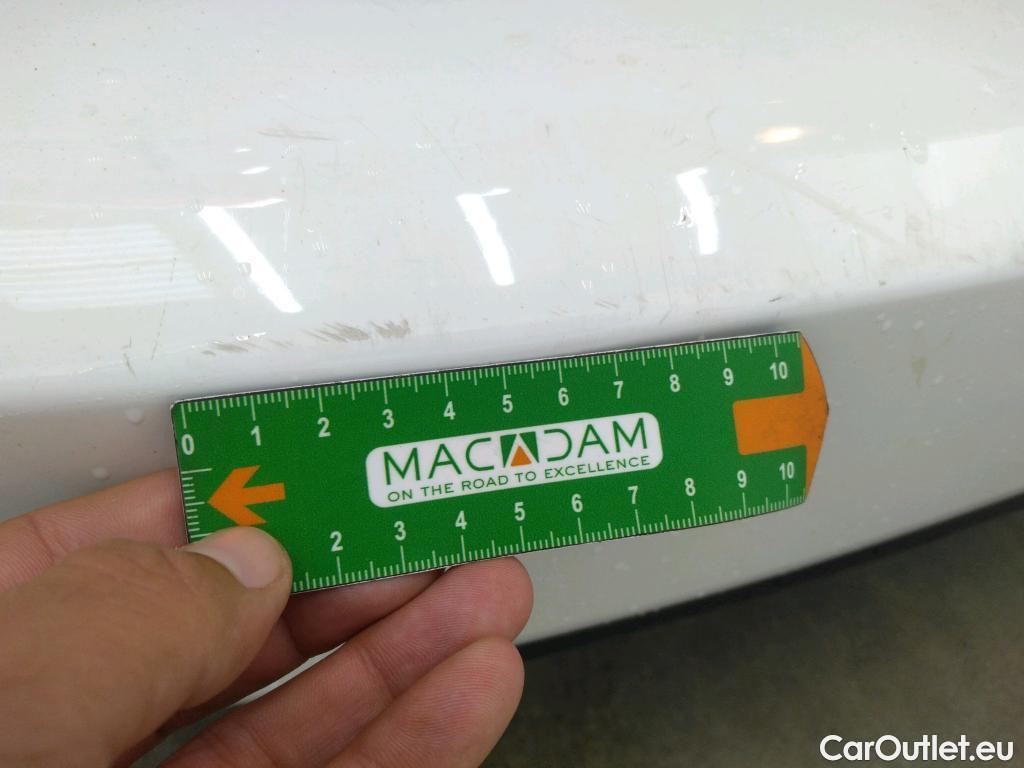 0 1 2 3 4 5 6 7 8 9 10
MACADAM
ON THE ROAD TO EXCELLENCE
2 3 4 5 6 7 8 9 10
CarOutlet.eu